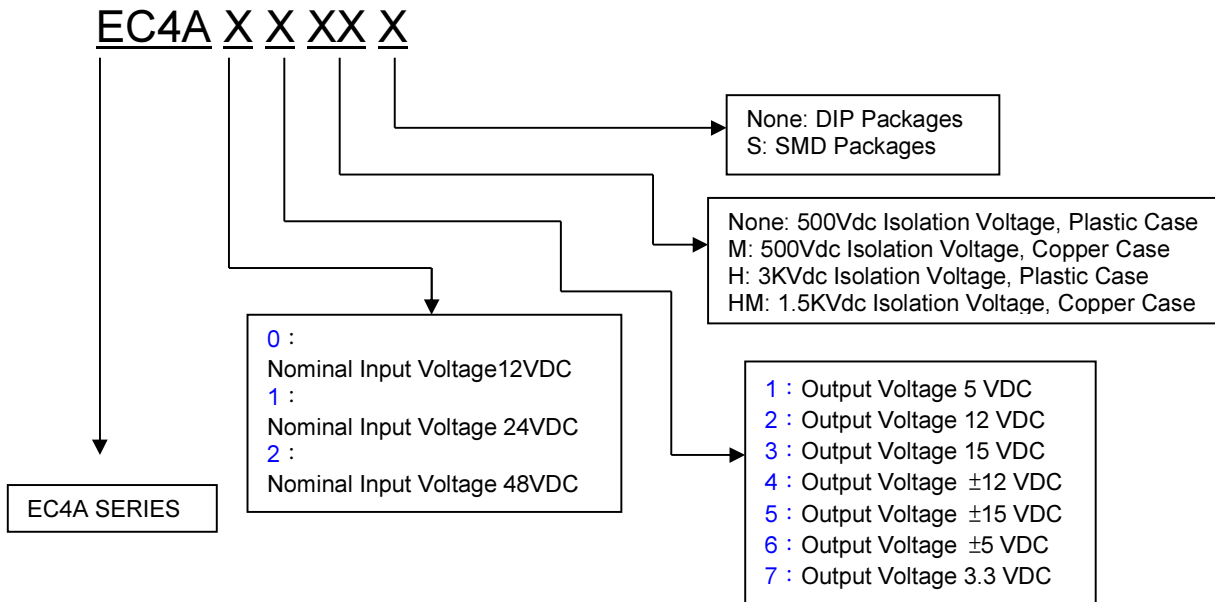 EC4A X X XX X
None: DIP Packages
S: SMD Packages
None: 500Vdc Isolation Voltage, Plastic Case
M: 500Vdc Isolation Voltage, Copper Case
H: 3KVdc Isolation Voltage, Plastic Case
HM: 1.5KVdc Isolation Voltage, Copper Case
0：
Nominal Input Voltage12VDC
1：
Nominal Input Voltage 24VDC
2：
Nominal Input Voltage 48VDC
1：Output Voltage 5 VDC
2：Output Voltage 12 VDC
3：Output Voltage 15 VDC
4：Output Voltage ±12 VDC
5：Output Voltage ±15 VDC
6：Output Voltage ±5 VDC
7：Output Voltage 3.3 VDC
EC4A SERIES